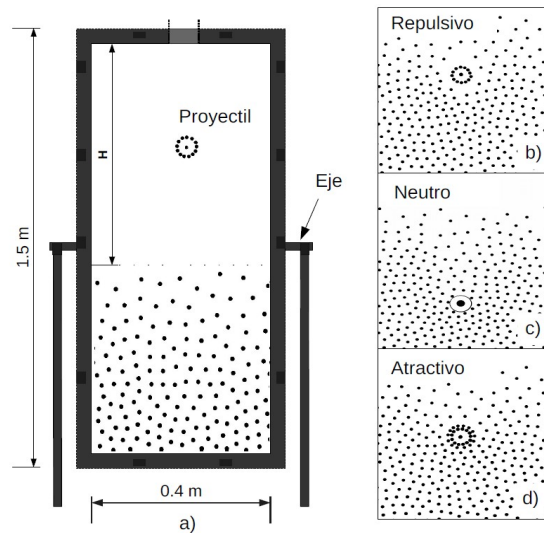 Proyectil
H
Eje
1.5 m
0.4 m
a)
Repulsivo
b)
Neutro
c)
Atractivo
d)